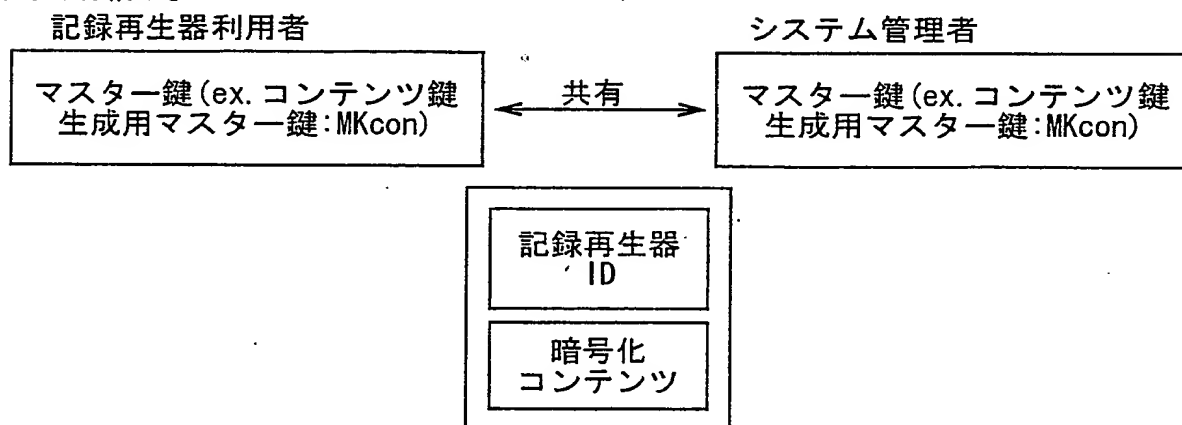 記録再生器利用者
システム管理者
マスター鍵(ex.コンテンツ鍵
生成用マスター鍵:MKcon)
共有
マスター鍵(ex.コンテンツ鍵
生成用マスター鍵:MKcon)
記録再生器
ID
暗号化
コンテンツ